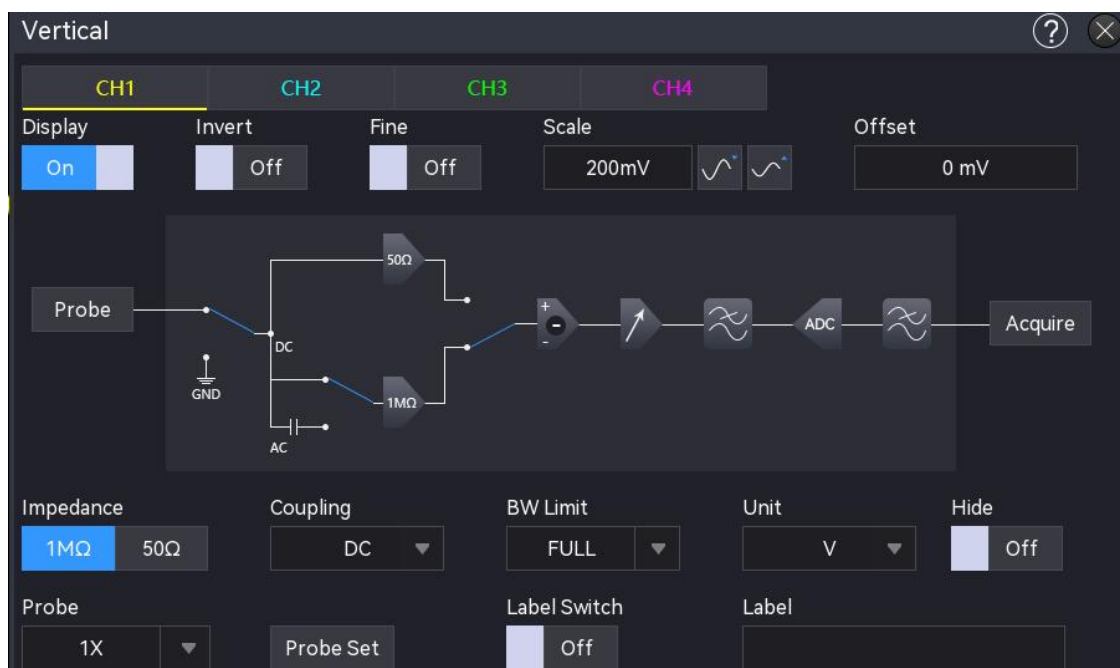 Vertical
?
CH1 CH2 CH3 CH4
Display Invert Fine Scale Offset
On Off Off 200mV 0 mV
50Ω
Probe + - - ADC Acquire
DC
GND
1MΩ
AC
Impedance Coupling BW Limit Unit Hide
1MΩ 50Ω DC FULL V Off
Probe Label Switch Label
1X Probe Set Off